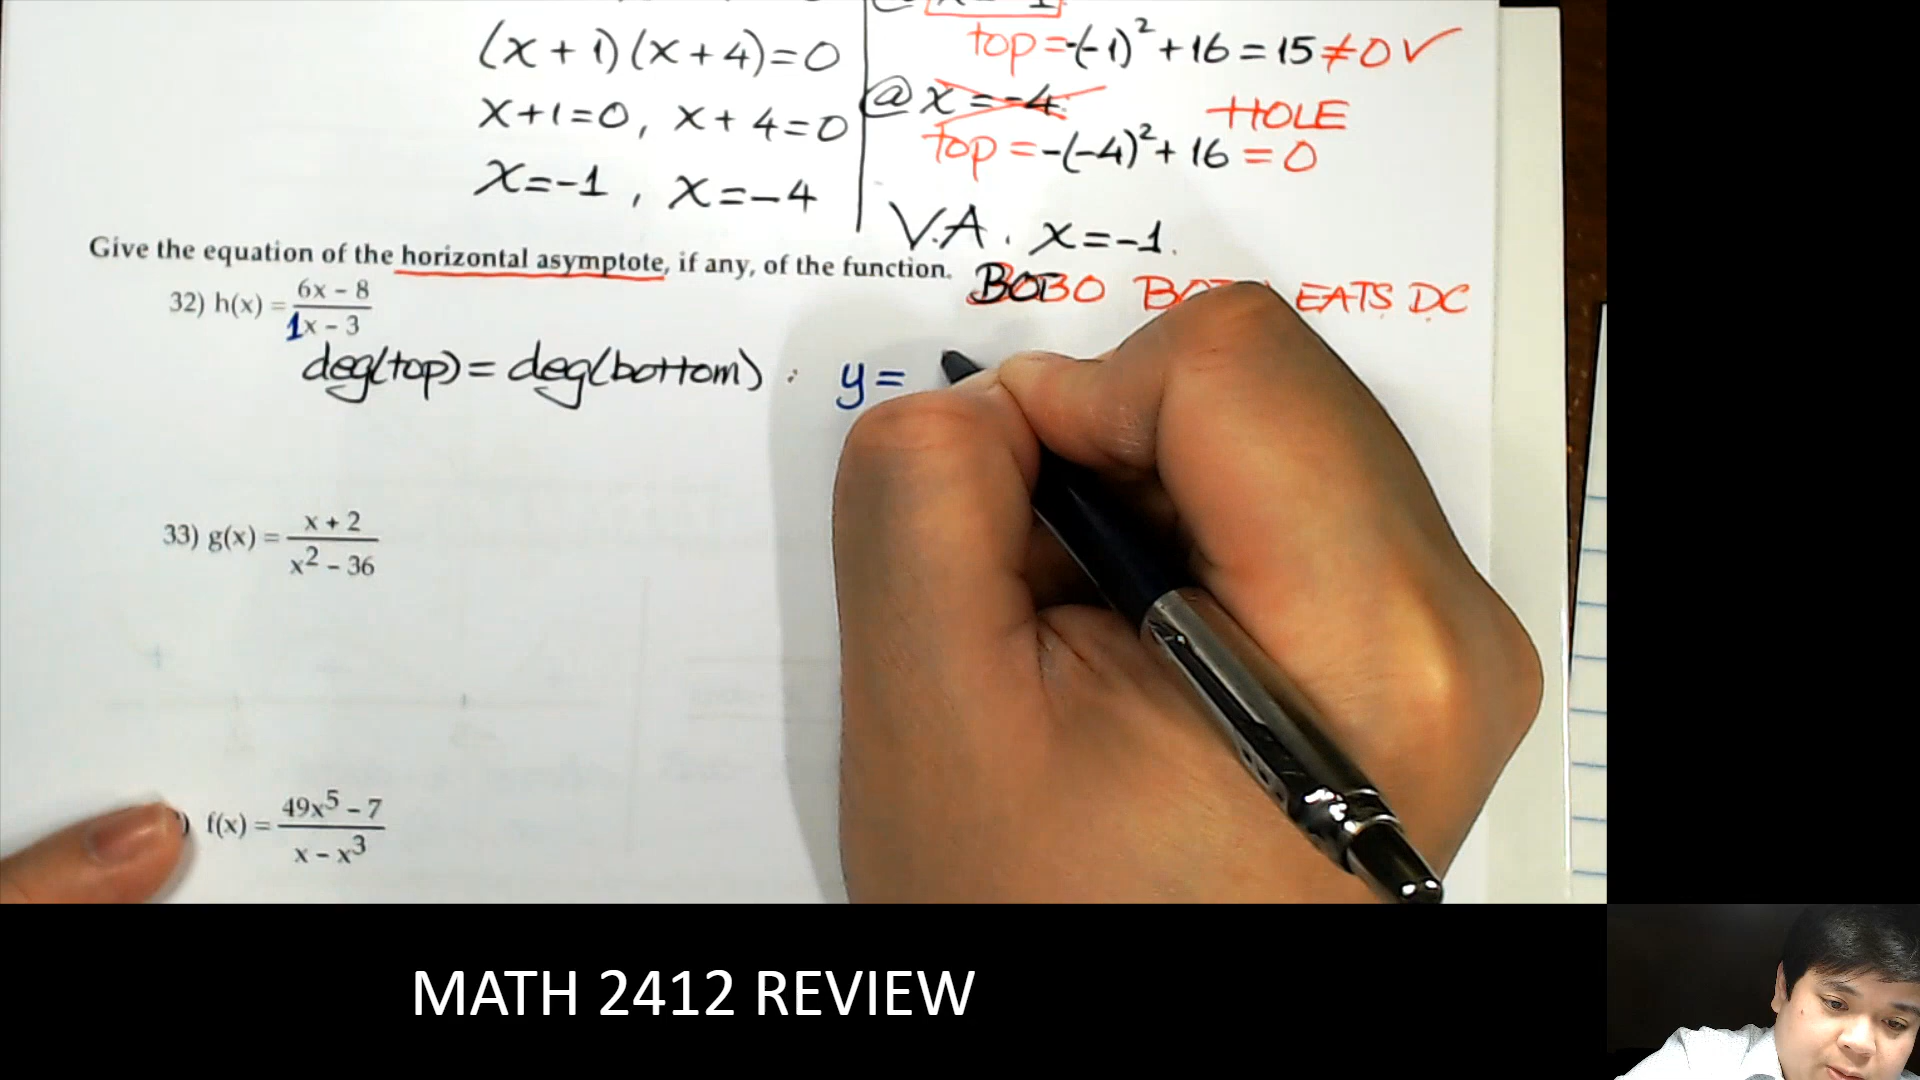 (x + 1)(x + 4) = 0
x + 1 = 0, x + 4 = 0
x = -1, x = -4
top = -(-1)² + 16 = 15 ≠ 0 ✓
@ x = -4
HOLE
top = -(-4)² + 16 = 0
V.A. x = -1.
Give the equation of the horizontal asymptote, if any, of the function.
EATS DC
32) h(x) = 6x - 8
1x - 3
deg(top) = deg(bottom) : y =
33) g(x) = x + 2
x² - 36
) f(x) = 49x⁵ - 7
x - x³
MATH 2412 REVIEW